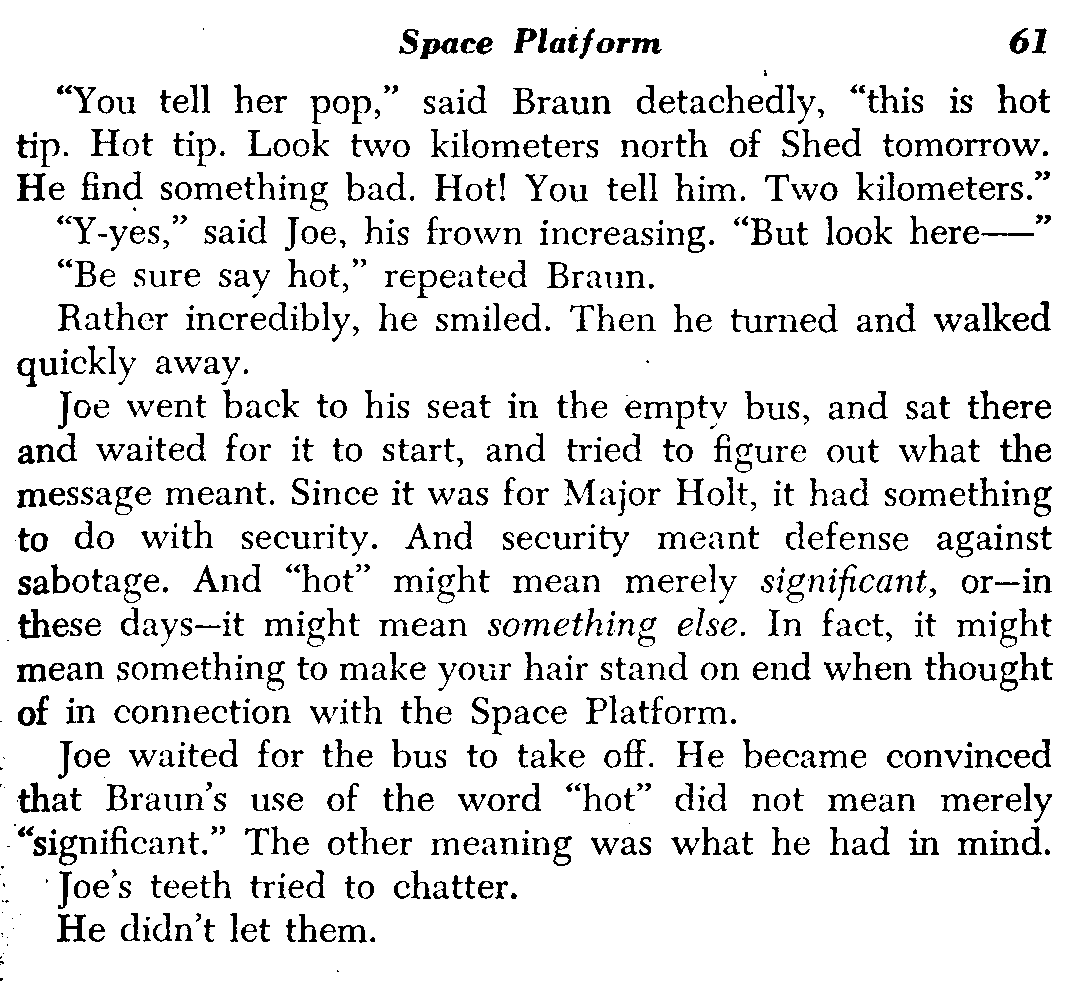 Space Platform 61
“You tell her pop,” said Braun detachedly, “this is hot
tip. Hot tip. Look two kilometers north of Shed tomorrow.
He find something bad. Hot! You tell him. Two kilometers.”
“Y-yes,” said Joe, his frown increasing. “But look here——”
“Be sure say hot,” repeated Braun.
Rather incredibly, he smiled. Then he turned and walked
quickly away.
Joe went back to his seat in the empty bus, and sat there
and waited for it to start, and tried to figure out what the
message meant. Since it was for Major Holt, it had something
to do with security. And security meant defense against
sabotage. And “hot” might mean merely significant, or—in
these days—it might mean something else. In fact, it might
mean something to make your hair stand on end when thought
of in connection with the Space Platform.
Joe waited for the bus to take off. He became convinced
that Braun’s use of the word “hot” did not mean merely
“significant.” The other meaning was what he had in mind.
Joe’s teeth tried to chatter.
He didn’t let them.